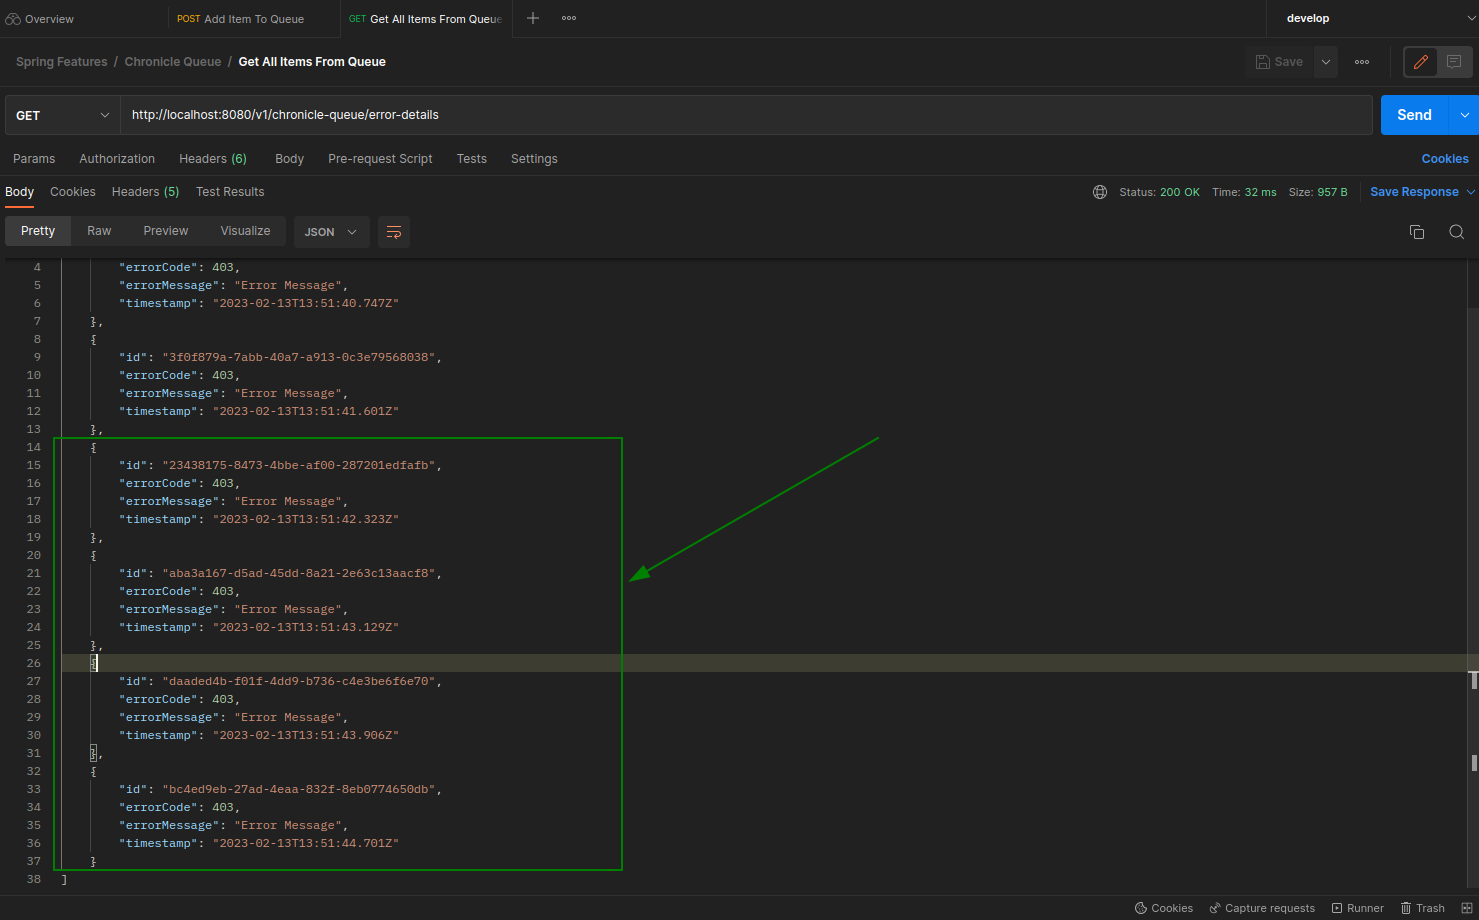 Overview
POST Add Item To Queue
GET Get All Items From Queue
develop
Spring Features / Chronicle Queue / Get All Items From Queue
Save
GET
http://localhost:8080/v1/chronicle-queue/error-details
Send
Params Authorization Headers (6) Body Pre-request Script Tests Settings
Cookies
Body Cookies Headers (5) Test Results
Status: 200 OK Time: 32 ms Size: 957 B
Save Response
Pretty Raw Preview Visualize
JSON
4 "errorCode": 403,
5 "errorMessage": "Error Message",
6 "timestamp": "2023-02-13T13:51:40.747Z"
7 },
8 {
9 "id": "3f0f879a-7abb-40a7-a913-0c3e79568038",
10 "errorCode": 403,
11 "errorMessage": "Error Message",
12 "timestamp": "2023-02-13T13:51:41.601Z"
13 },
14 {
15 "id": "23438175-8473-4bbe-af00-287201edfafb",
16 "errorCode": 403,
17 "errorMessage": "Error Message",
18 "timestamp": "2023-02-13T13:51:42.323Z"
19 },
20 {
21 "id": "aba3a167-d5ad-45dd-8a21-2e63c13aacf8",
22 "errorCode": 403,
23 "errorMessage": "Error Message",
24 "timestamp": "2023-02-13T13:51:43.129Z"
25 },
26 {
27 "id": "daaded4b-f01f-4dd9-b736-c4e3be6f6e70",
28 "errorCode": 403,
29 "errorMessage": "Error Message",
30 "timestamp": "2023-02-13T13:51:43.906Z"
31 },
32 {
33 "id": "bc4ed9eb-27ad-4eaa-832f-8eb0774650db",
34 "errorCode": 403,
35 "errorMessage": "Error Message",
36 "timestamp": "2023-02-13T13:51:44.701Z"
37 }
38 ]
Cookies Capture requests Runner Trash